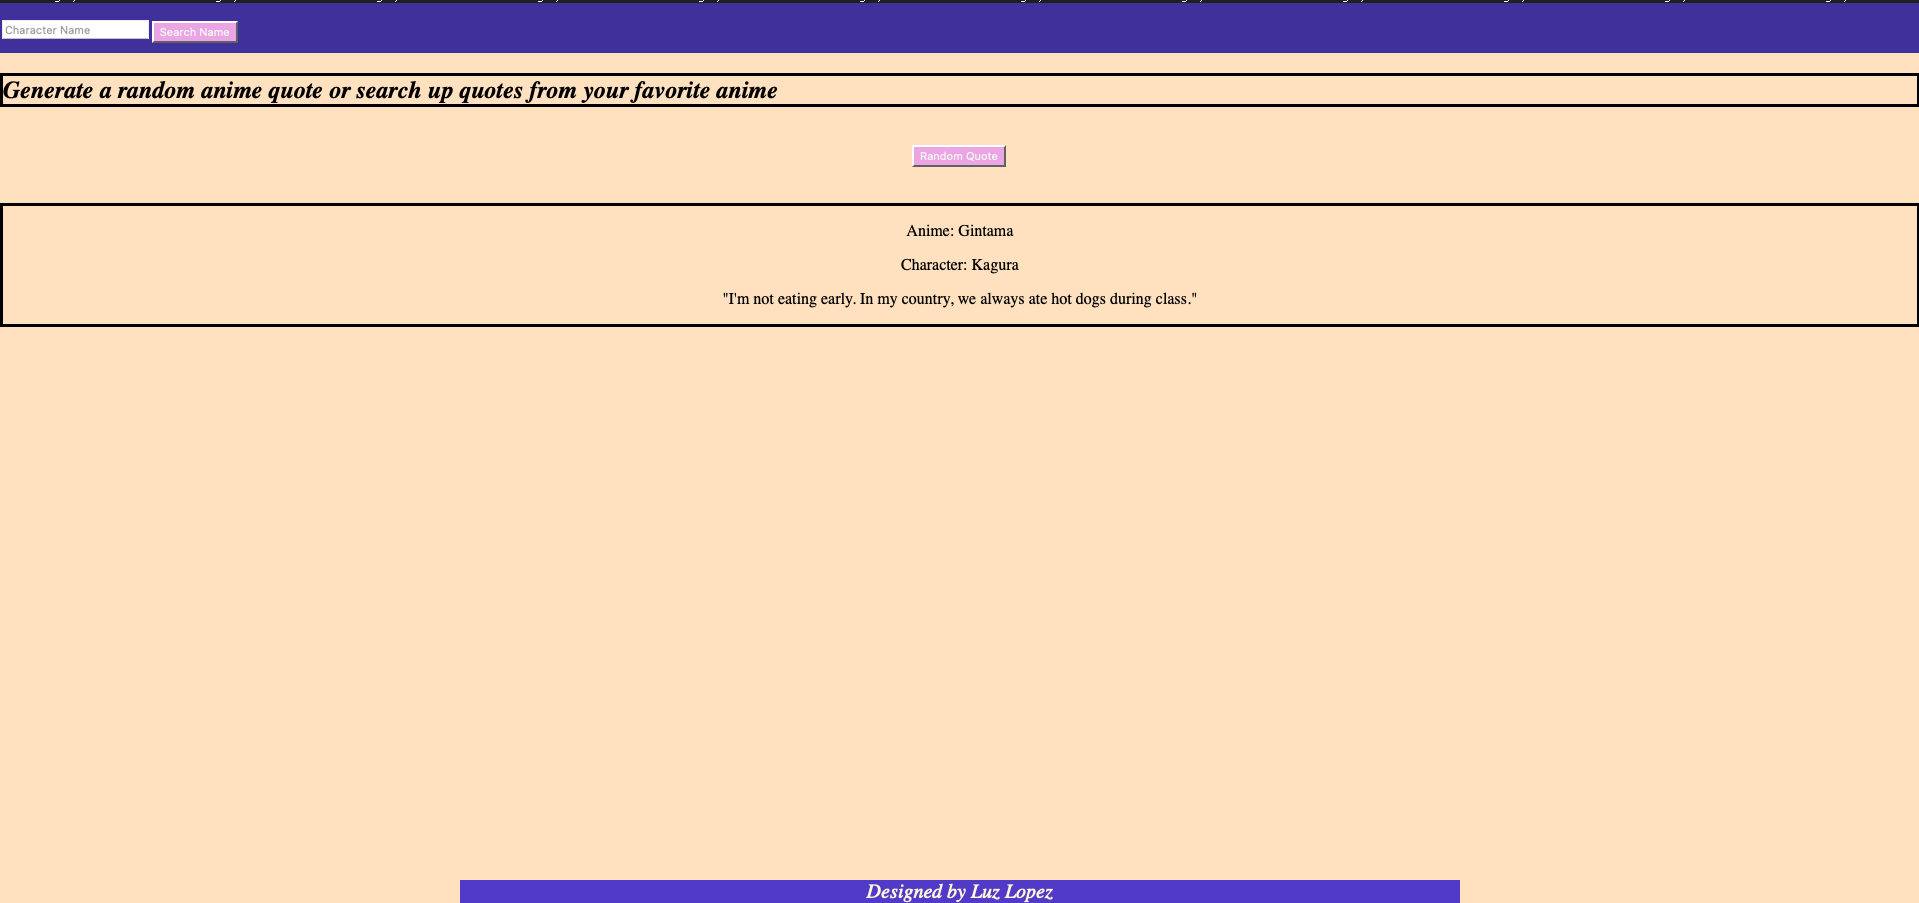 Character Name
Search Name
Generate a random anime quote or search up quotes from your favorite anime
Random Quote
Anime: Gintama
Character: Kagura
"I'm not eating early. In my country, we always ate hot dogs during class."
Designed by Luz Lopez